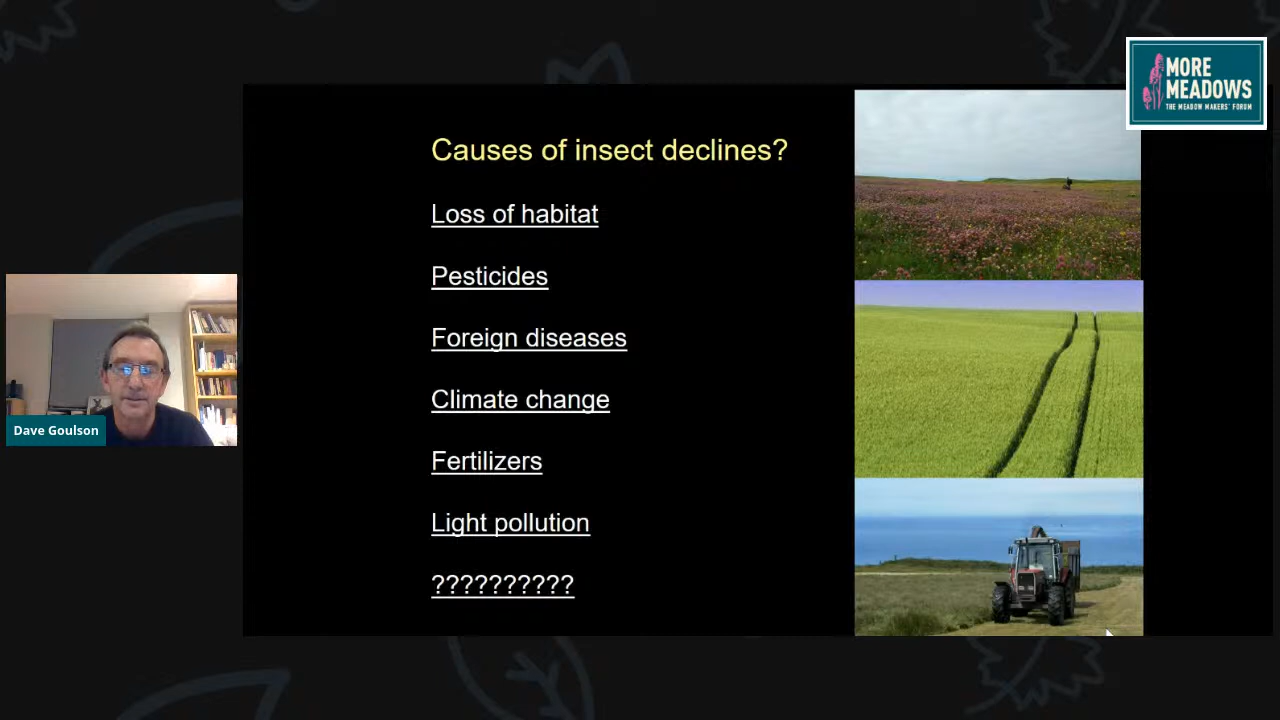 MORE
MEADOWS
THE MEADOW MAKERS' FORUM
Causes of insect declines?
Loss of habitat
Pesticides
Foreign diseases
Climate change
Fertilizers
Light pollution
??????????
Dave Goulson